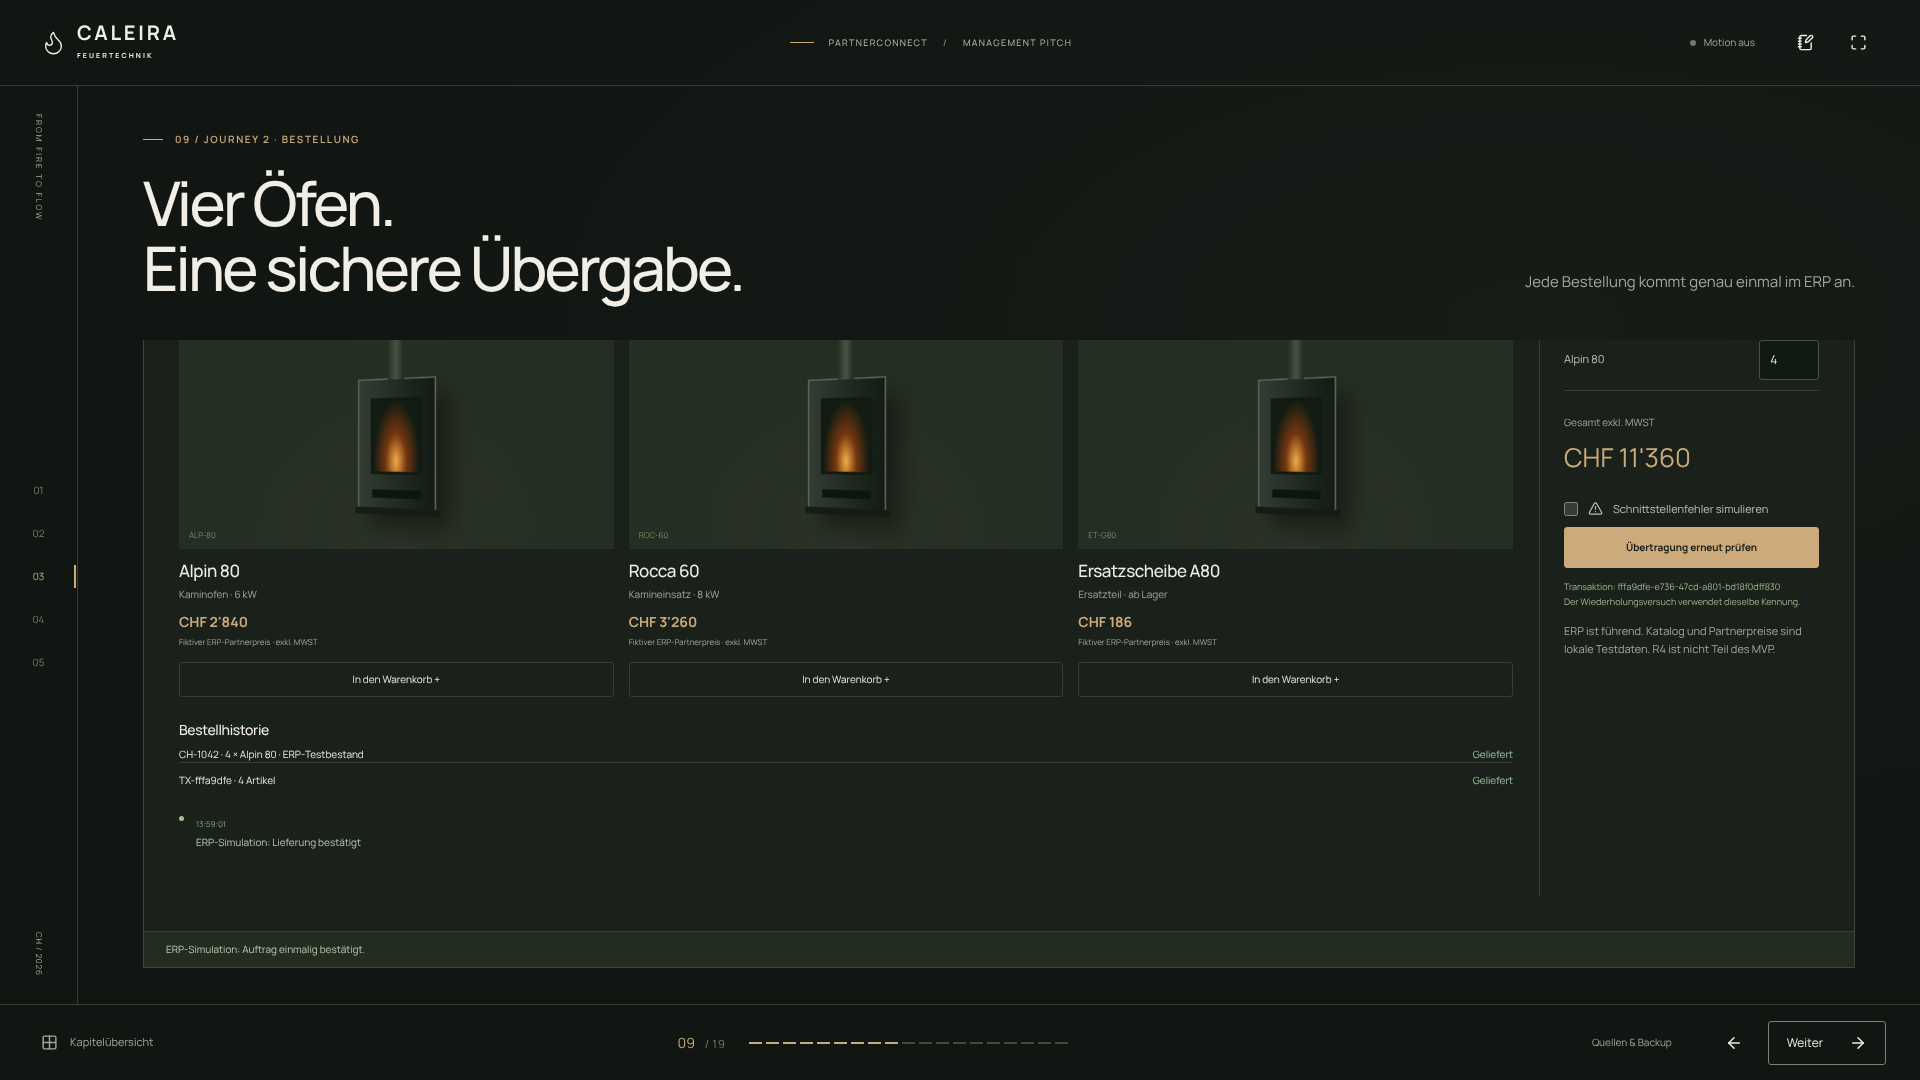 CALEIRA
FEUERTECHNIK
PARTNERCONNECT / MANAGEMENT PITCH
Motion aus
FROM FIRE TO FLOW
09 / JOURNEY 2 · BESTELLUNG
Vier Öfen.
Eine sichere Übergabe.
Jede Bestellung kommt genau einmal im ERP an.
01
02
03
04
05
CH / 2026
ALP-80
Alpin 80
Kaminofen · 6 kW
CHF 2'840
Fiktiver ERP-Partnerpreis · exkl. MWST
In den Warenkorb +
ROC-60
Rocca 60
Kamineinsatz · 8 kW
CHF 3'260
Fiktiver ERP-Partnerpreis · exkl. MWST
In den Warenkorb +
ET-G80
Ersatzscheibe A80
Ersatzteil · ab Lager
CHF 186
Fiktiver ERP-Partnerpreis · exkl. MWST
In den Warenkorb +
Bestellhistorie
CH-1042 · 4 × Alpin 80 · ERP-Testbestand Geliefert
TX-fffa9dfe · 4 Artikel Geliefert
13:59:01
ERP-Simulation: Lieferung bestätigt
Alpin 80 4
Gesamt exkl. MWST
CHF 11'360
Schnittstellenfehler simulieren
Übertragung erneut prüfen
Transaktion: fffa9dfe-e736-47cd-a801-bd18f0dff830
Der Wiederholungsversuch verwendet dieselbe Kennung.
ERP ist führend. Katalog und Partnerpreise sind
lokale Testdaten. R4 ist nicht Teil des MVP.
ERP-Simulation: Auftrag einmalig bestätigt.
Kapitelübersicht
09 / 19
Quellen & Backup
Weiter